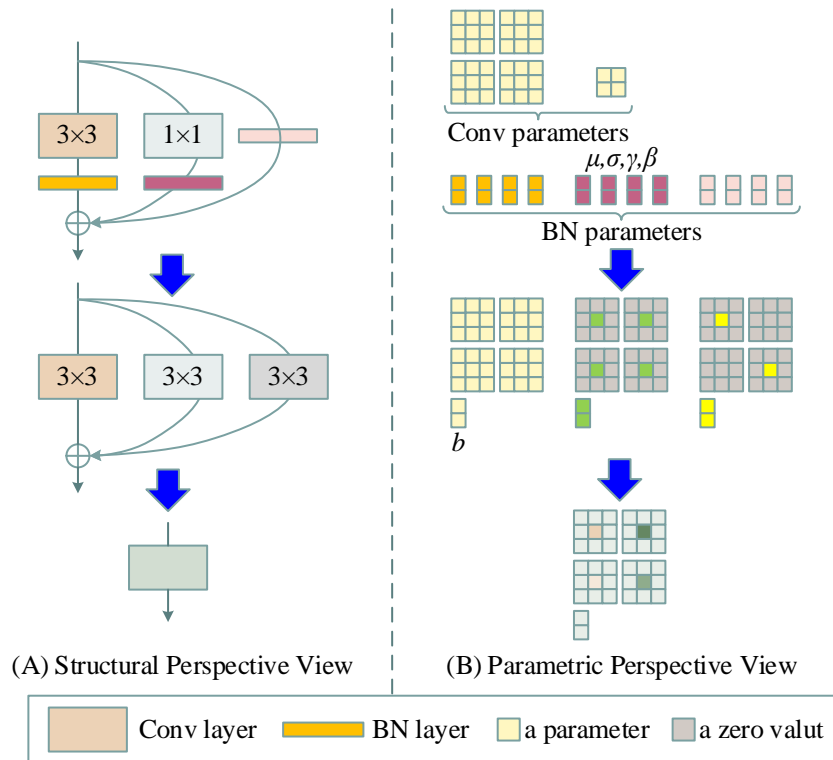 3×3
1×1
3×3
3×3
3×3
(A) Structural Perspective View
Conv parameters
μ,σ,γ,β
BN parameters
b
(B) Parametric Perspective View
Conv layer
BN layer
a parameter
a zero valut